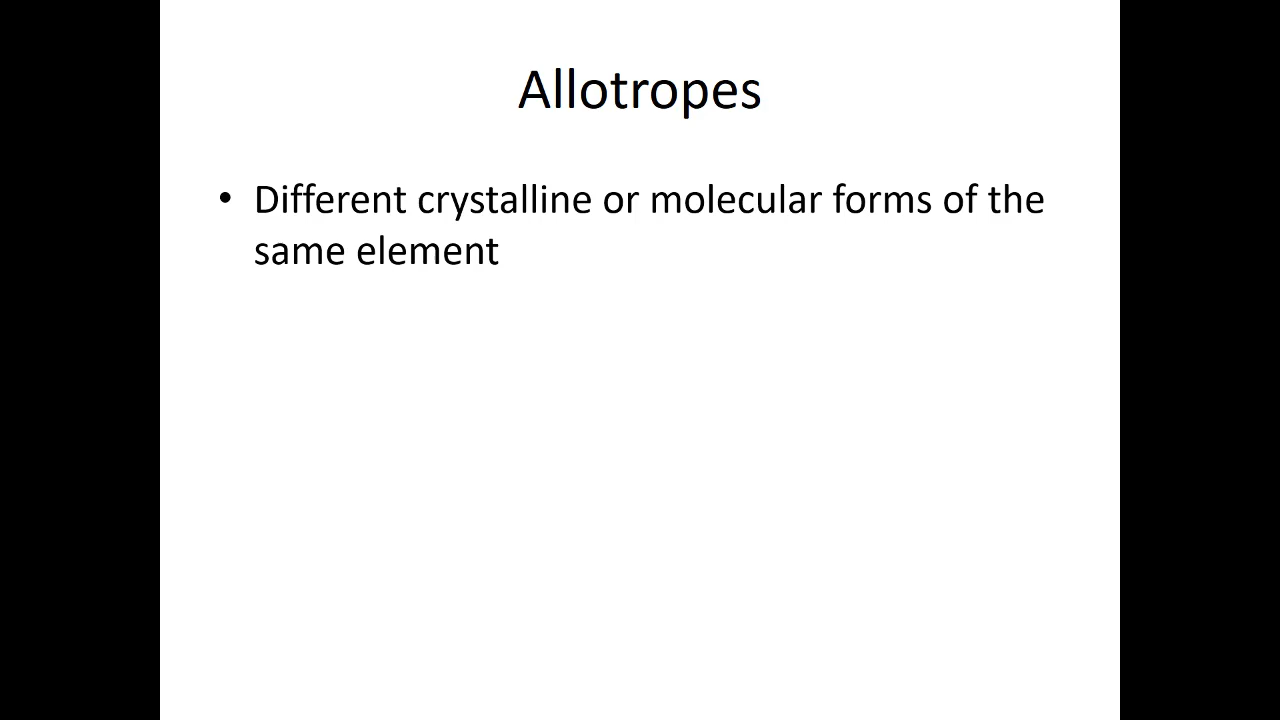 Allotropes
• Different crystalline or molecular forms of the
same element